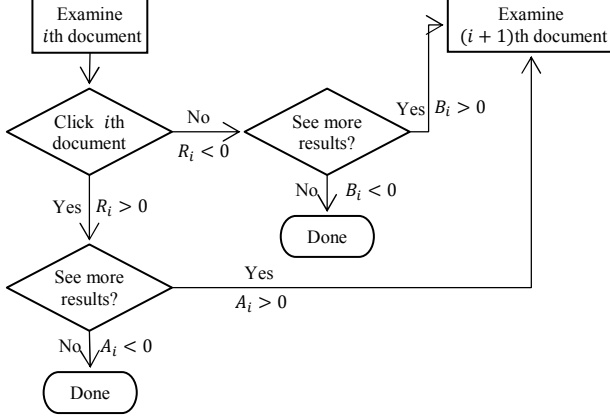 Examine
ith document
Examine
(i + 1)th document
Click ith
document
No
R_i < 0
See more
results?
Yes B_i > 0
No B_i < 0
Done
Yes R_i > 0
See more
results?
Yes
A_i > 0
No A_i < 0
Done